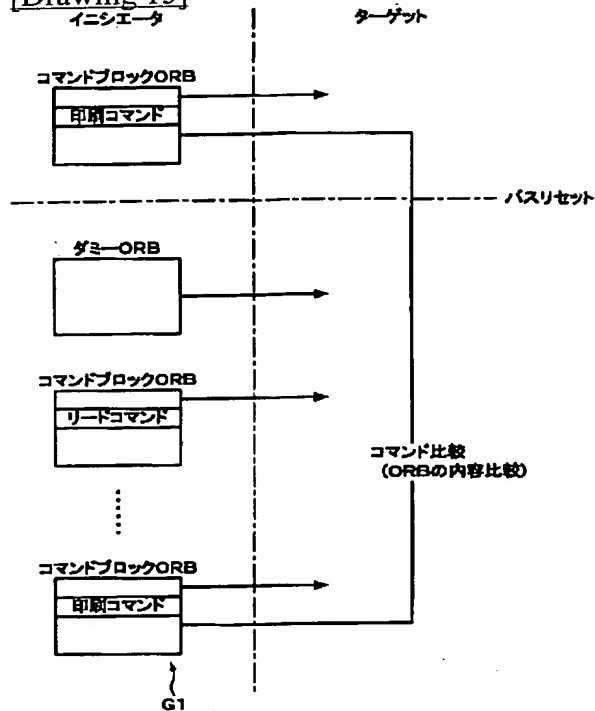 [Drawing 15]
イニシエータ
ターゲット
コマンドブロックORB
印刷コマンド
バスリセット
ダミーORB
コマンドブロックORB
リードコマンド
コマンド比較
(ORBの内容比較)
コマンドブロックORB
印刷コマンド
G1